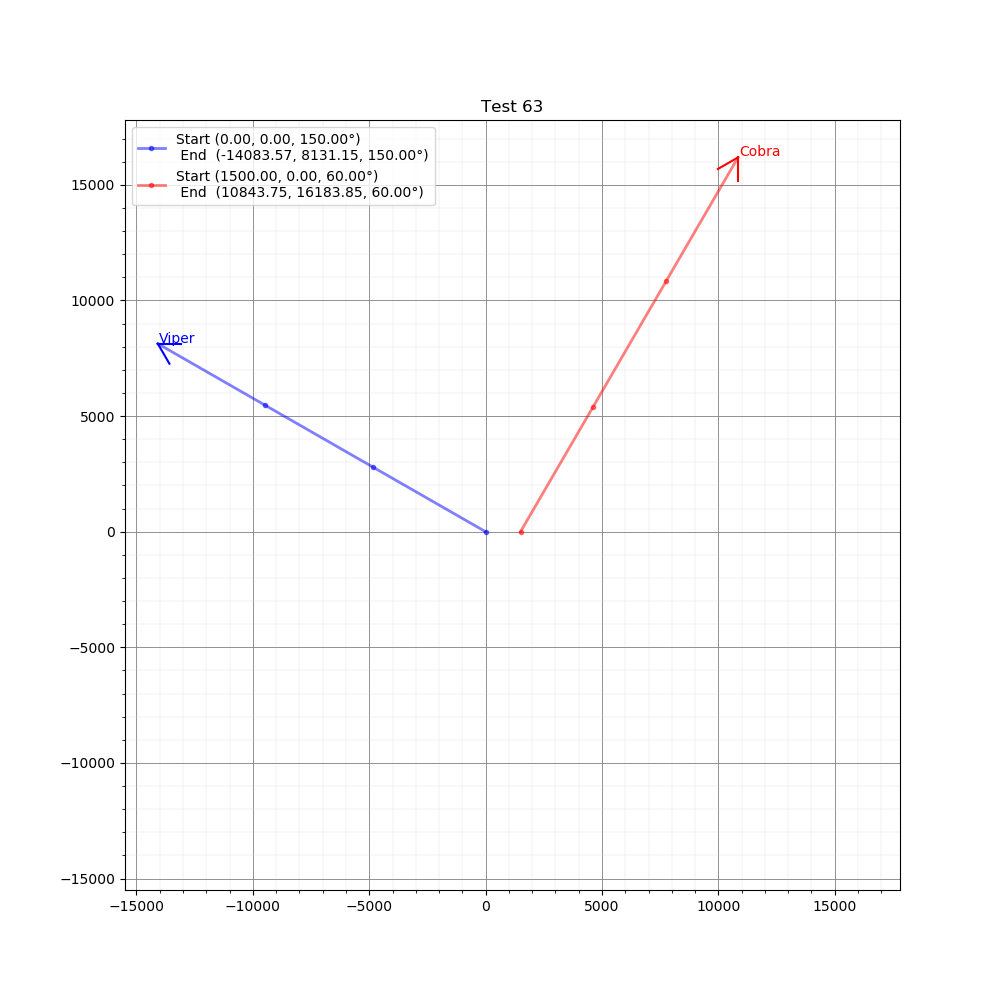 Test 63
Start (0.00, 0.00, 150.00°)
End (-14083.57, 8131.15, 150.00°)
Start (1500.00, 0.00, 60.00°)
End (10843.75, 16183.85, 60.00°)
Cobra
Viper
15000
10000
5000
0
−5000
−10000
−15000
−15000 −10000 −5000 0 5000 10000 15000